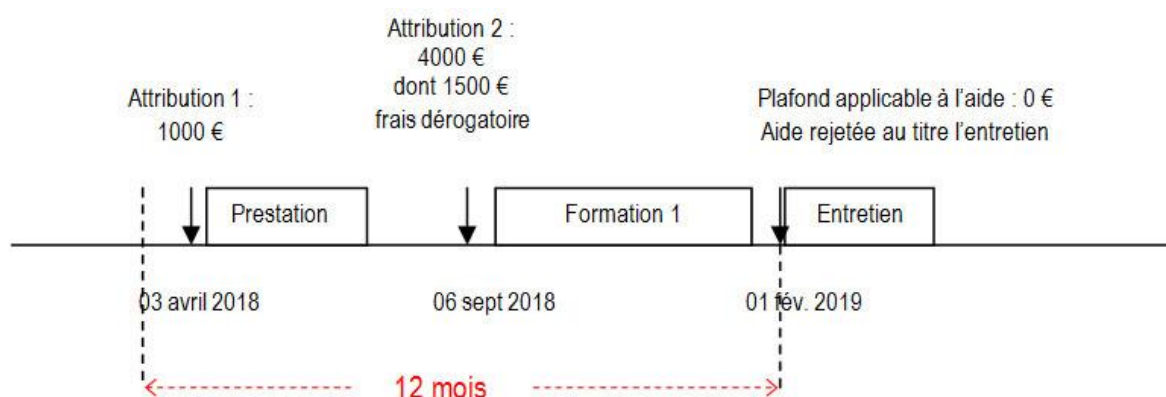 Attribution 2 :
4000 €
dont 1500 €
frais dérogatoire
Attribution 1 :
1000 €
Plafond applicable à l'aide : 0 €
Aide rejetée au titre l'entretien
Prestation
Formation 1
Entretien
03 avril 2018
06 sept 2018
01 fév. 2019
12 mois